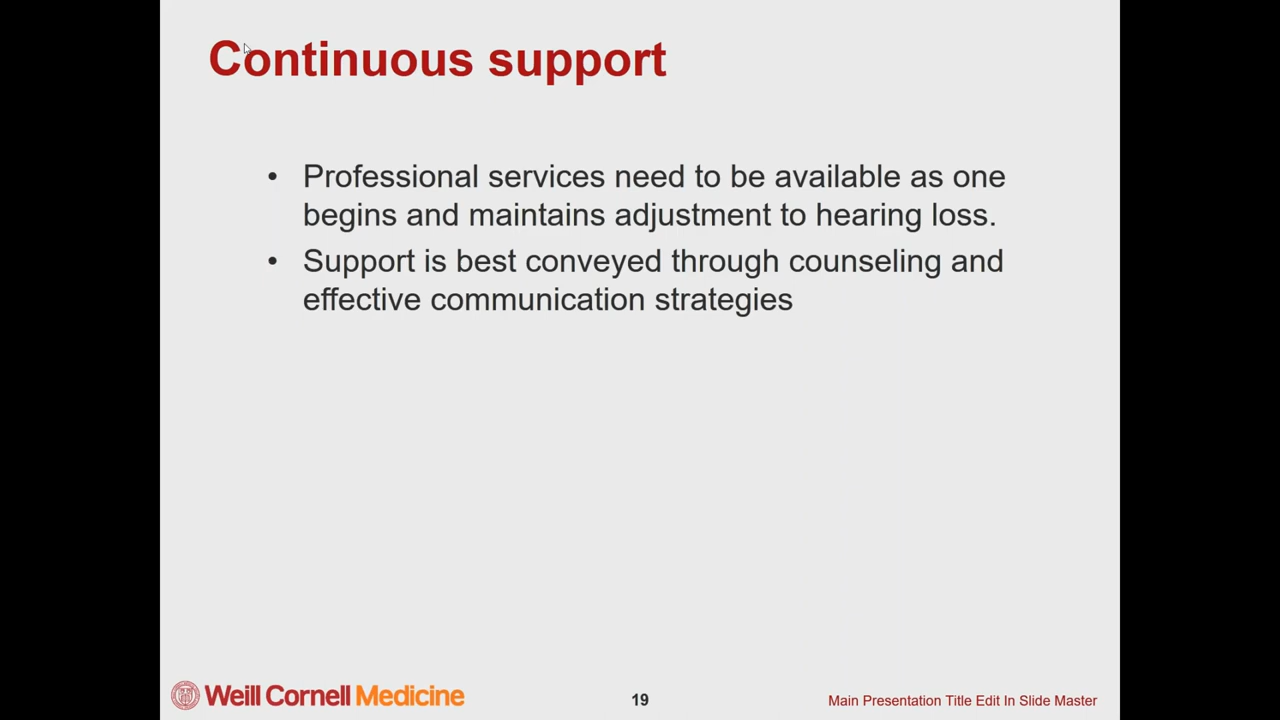 Continuous support
• Professional services need to be available as one
begins and maintains adjustment to hearing loss.
• Support is best conveyed through counseling and
effective communication strategies
Weill Cornell Medicine
19
Main Presentation Title Edit In Slide Master